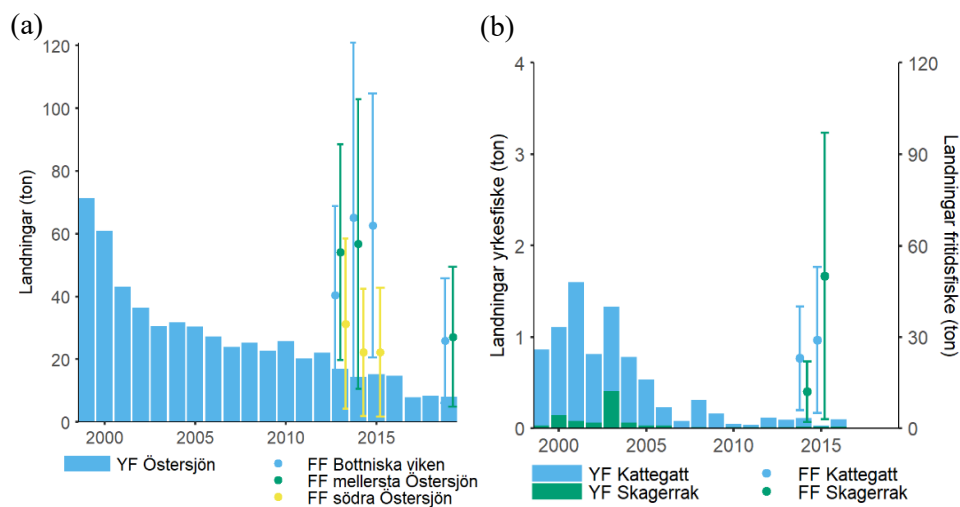 (a)
120
100
80
60
40
20
0
Landningar (ton)
2000 2005 2010 2015
YF Östersjön
FF Bottniska viken
FF mellersta Östersjön
FF södra Östersjön
(b)
4
3
2
1
0
Landningar yrkesfiske (ton)
120
90
60
30
0
Landningar fritidsfiske (ton)
2000 2005 2010 2015
YF Kattegatt
YF Skagerrak
FF Kattegatt
FF Skagerrak